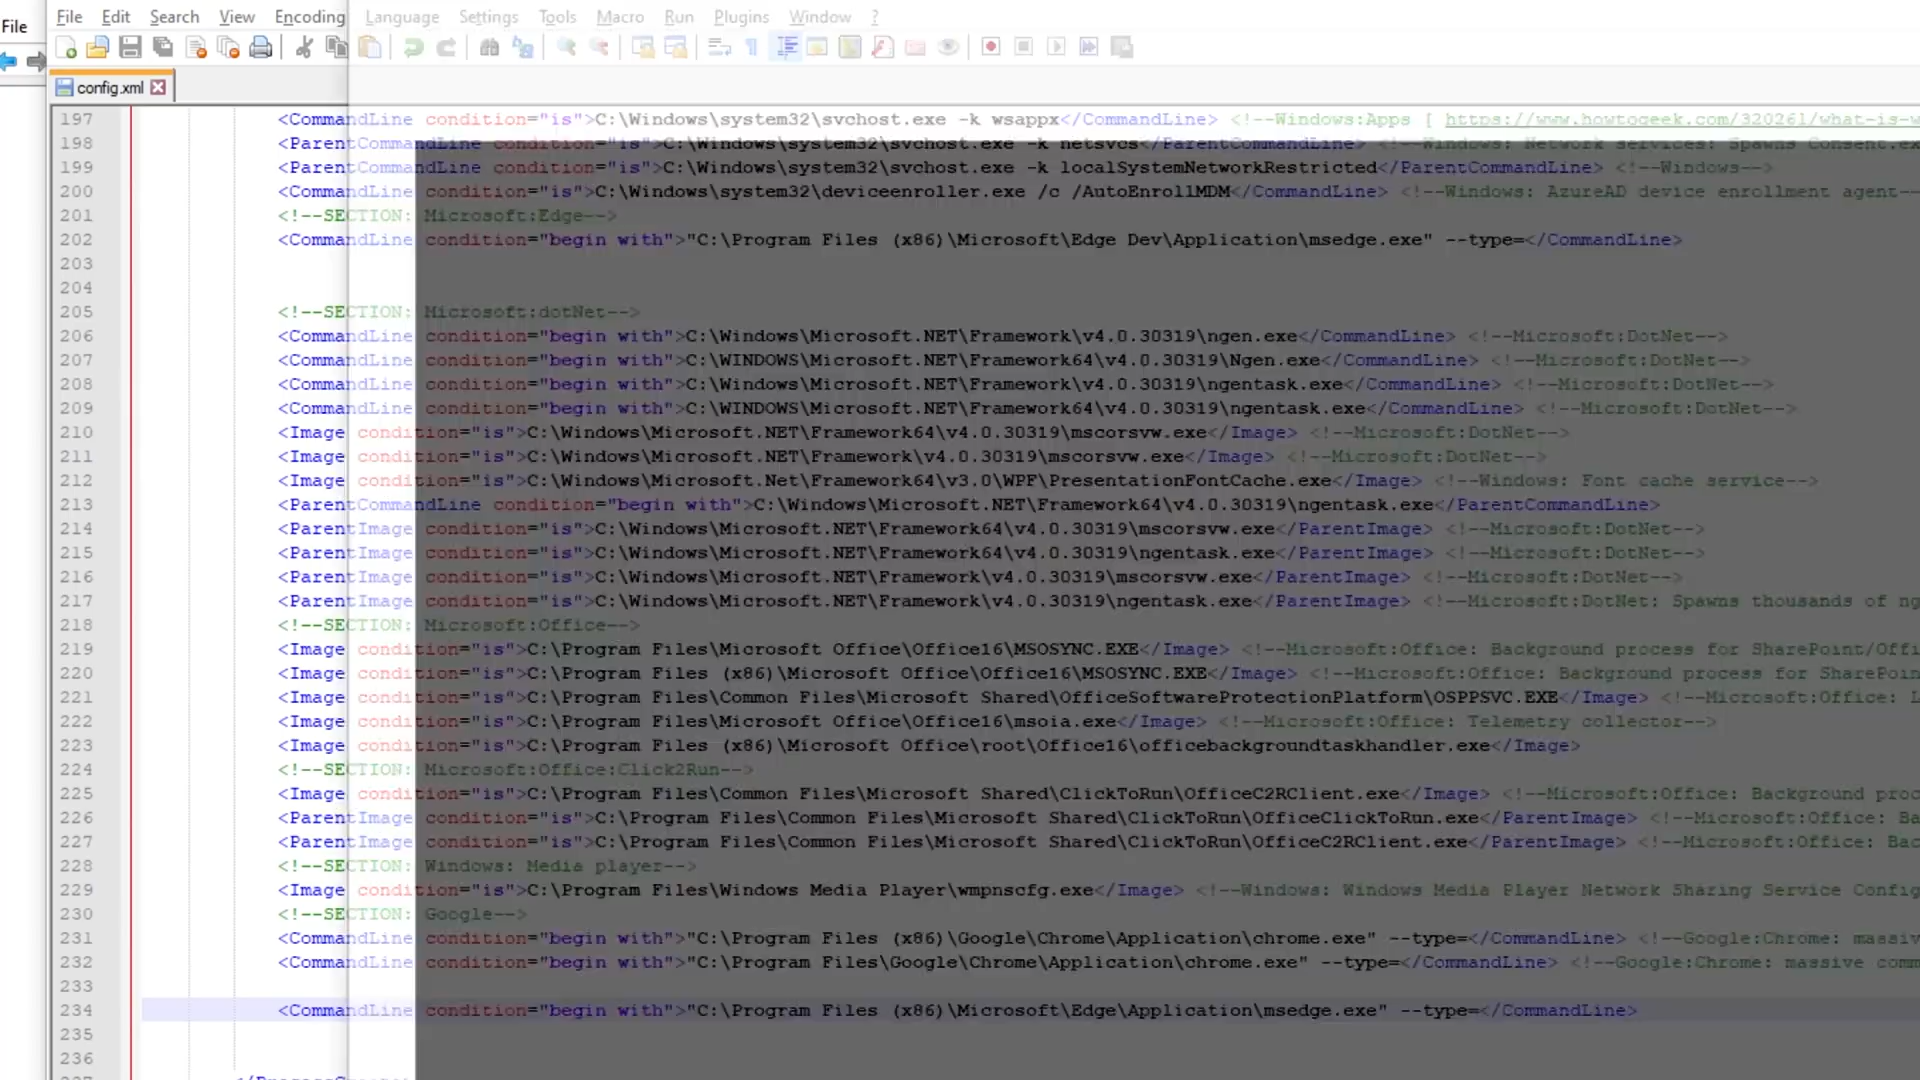 File
File Edit Search View Encoding Language Settings Tools Macro Run Plugins Window ?
config.xml
197 <CommandLine condition="is">C:\Windows\system32\svchost.exe -k wsappx</CommandLine> <!--Windows:Apps [ https://www.howtogeek.com/320261/what-is-w
198 <ParentCommandLine condition="is">C:\Windows\system32\svchost.exe -k netsvcs</ParentCommandLine> <!--Windows: Network services: Spawns Consent.ex
199 <ParentCommandLine condition="is">C:\Windows\system32\svchost.exe -k localSystemNetworkRestricted</ParentCommandLine> <!--Windows-->
200 <CommandLine condition="is">C:\Windows\system32\deviceenroller.exe /c /AutoEnrollMDM</CommandLine> <!--Windows: AzureAD device enrollment agent--
201 <!--SECTION: Microsoft:Edge-->
202 <CommandLine condition="begin with">"C:\Program Files (x86)\Microsoft\Edge Dev\Application\msedge.exe" --type=</CommandLine>
203
204
205 <!--SECTION: Microsoft:dotNet-->
206 <CommandLine condition="begin with">C:\Windows\Microsoft.NET\Framework\v4.0.30319\ngen.exe</CommandLine> <!--Microsoft:DotNet-->
207 <CommandLine condition="begin with">C:\WINDOWS\Microsoft.NET\Framework64\v4.0.30319\Ngen.exe</CommandLine> <!--Microsoft:DotNet-->
208 <CommandLine condition="begin with">C:\Windows\Microsoft.NET\Framework\v4.0.30319\ngentask.exe</CommandLine> <!--Microsoft:DotNet-->
209 <CommandLine condition="begin with">C:\WINDOWS\Microsoft.NET\Framework64\v4.0.30319\ngentask.exe</CommandLine> <!--Microsoft:DotNet-->
210 <Image condition="is">C:\Windows\Microsoft.NET\Framework64\v4.0.30319\mscorsvw.exe</Image> <!--Microsoft:DotNet-->
211 <Image condition="is">C:\Windows\Microsoft.NET\Framework\v4.0.30319\mscorsvw.exe</Image> <!--Microsoft:DotNet-->
212 <Image condition="is">C:\Windows\Microsoft.Net\Framework64\v3.0\WPF\PresentationFontCache.exe</Image> <!--Windows: Font cache service-->
213 <ParentCommandLine condition="begin with">C:\Windows\Microsoft.NET\Framework64\v4.0.30319\ngentask.exe</ParentCommandLine>
214 <ParentImage condition="is">C:\Windows\Microsoft.NET\Framework64\v4.0.30319\mscorsvw.exe</ParentImage> <!--Microsoft:DotNet-->
215 <ParentImage condition="is">C:\Windows\Microsoft.NET\Framework64\v4.0.30319\ngentask.exe</ParentImage> <!--Microsoft:DotNet-->
216 <ParentImage condition="is">C:\Windows\Microsoft.NET\Framework\v4.0.30319\mscorsvw.exe</ParentImage> <!--Microsoft:DotNet-->
217 <ParentImage condition="is">C:\Windows\Microsoft.NET\Framework\v4.0.30319\ngentask.exe</ParentImage> <!--Microsoft:DotNet: Spawns thousands of ng
218 <!--SECTION: Microsoft:Office-->
219 <Image condition="is">C:\Program Files\Microsoft Office\Office16\MSOSYNC.EXE</Image> <!--Microsoft:Office: Background process for SharePoint/Offi
220 <Image condition="is">C:\Program Files (x86)\Microsoft Office\Office16\MSOSYNC.EXE</Image> <!--Microsoft:Office: Background process for SharePoin
221 <Image condition="is">C:\Program Files\Common Files\Microsoft Shared\OfficeSoftwareProtectionPlatform\OSPPSVC.EXE</Image> <!--Microsoft:Office: L
222 <Image condition="is">C:\Program Files\Microsoft Office\Office16\msoia.exe</Image> <!--Microsoft:Office: Telemetry collector-->
223 <Image condition="is">C:\Program Files (x86)\Microsoft Office\root\Office16\officebackgroundtaskhandler.exe</Image>
224 <!--SECTION: Microsoft:Office:Click2Run-->
225 <Image condition="is">C:\Program Files\Common Files\Microsoft Shared\ClickToRun\OfficeC2RClient.exe</Image> <!--Microsoft:Office: Background proc
226 <ParentImage condition="is">C:\Program Files\Common Files\Microsoft Shared\ClickToRun\OfficeClickToRun.exe</ParentImage> <!--Microsoft:Office: Ba
227 <ParentImage condition="is">C:\Program Files\Common Files\Microsoft Shared\ClickToRun\OfficeC2RClient.exe</ParentImage> <!--Microsoft:Office: Bac
228 <!--SECTION: Windows: Media player-->
229 <Image condition="is">C:\Program Files\Windows Media Player\wmpnscfg.exe</Image> <!--Windows: Windows Media Player Network Sharing Service Config
230 <!--SECTION: Google-->
231 <CommandLine condition="begin with">"C:\Program Files (x86)\Google\Chrome\Application\chrome.exe" --type=</CommandLine> <!--Google:Chrome: massiv
232 <CommandLine condition="begin with">"C:\Program Files\Google\Chrome\Application\chrome.exe" --type=</CommandLine> <!--Google:Chrome: massive comm
233
234 <CommandLine condition="begin with">"C:\Program Files (x86)\Microsoft\Edge\Application\msedge.exe" --type=</CommandLine>
235
236